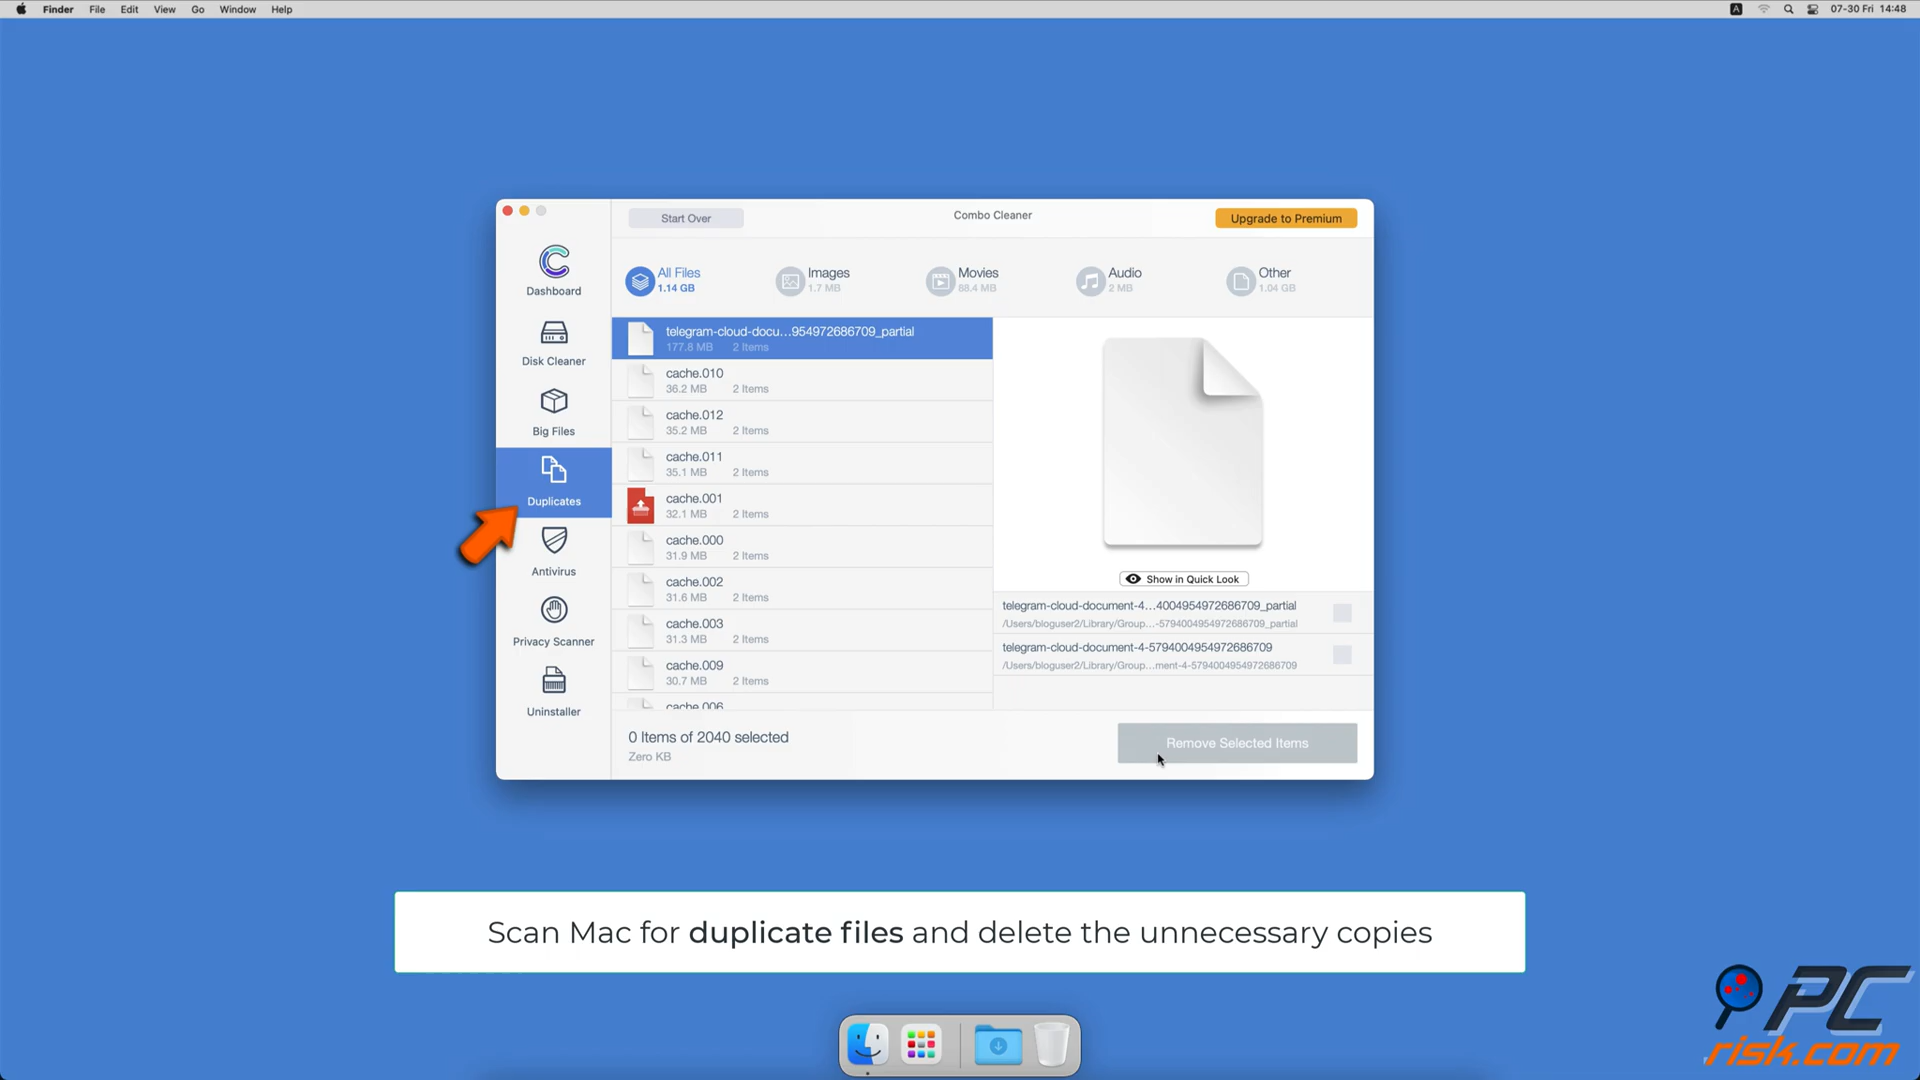 Finder File Edit View Go Window Help
A 07-30 Fri 14:48
Start Over
Combo Cleaner
Upgrade to Premium
Dashboard
Disk Cleaner
Big Files
Duplicates
Antivirus
Privacy Scanner
Uninstaller
All Files
1.14 GB
Images
1.7 MB
Movies
88.4 MB
Audio
2 MB
Other
1.04 GB
telegram-cloud-docu...954972686709_partial
177.8 MB 2 Items
cache.010
36.2 MB 2 Items
cache.012
35.2 MB 2 Items
cache.011
35.1 MB 2 Items
cache.001
32.1 MB 2 Items
cache.000
31.9 MB 2 Items
cache.002
31.6 MB 2 Items
cache.003
31.3 MB 2 Items
cache.009
30.7 MB 2 Items
cache.006
Show in Quick Look
telegram-cloud-document-4...4004954972686709_partial
/Users/bloguser2/Library/Group...-5794004954972686709_partial
telegram-cloud-document-4-5794004954972686709
/Users/bloguser2/Library/Group...ment-4-5794004954972686709
0 Items of 2040 selected
Zero KB
Remove Selected Items
Scan Mac for duplicate files and delete the unnecessary copies
PC
risk.com